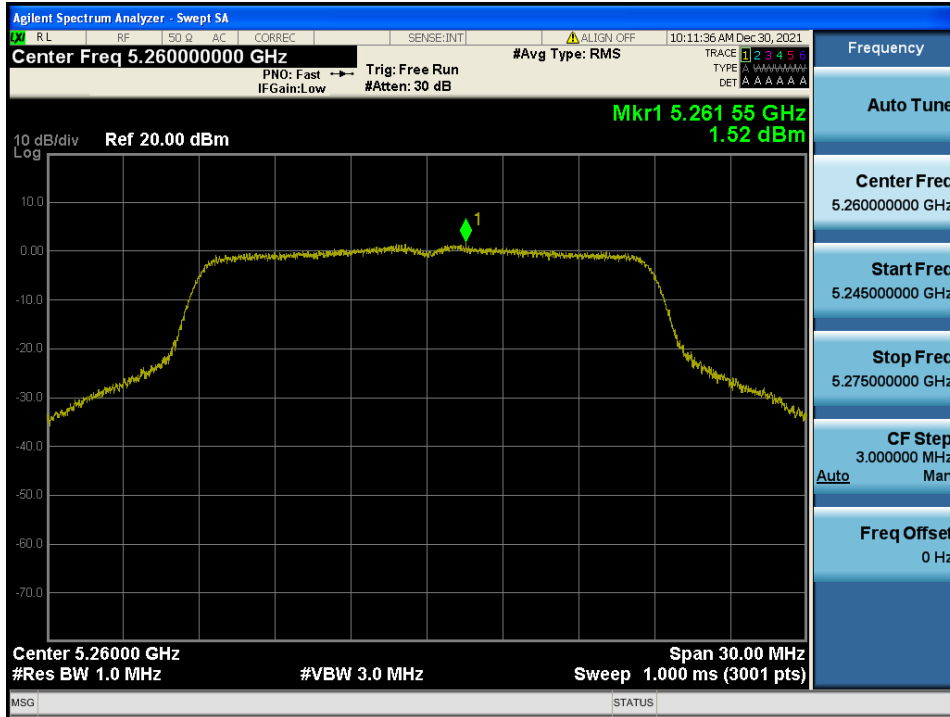 Agilent Spectrum Analyzer - Swept SA
LXI RL RF 50 Ω AC CORREC SENSE:INT ALIGN OFF 10:11:36 AM Dec 30, 2021
Center Freq 5.260000000 GHz
PNO: Fast
IFGain:Low
Trig: Free Run
#Atten: 30 dB
#Avg Type: RMS
TRACE 1 2 3 4 5 6
TYPE A
DET A A A A A A
Mkr1 5.261 55 GHz
1.52 dBm
10 dB/div Ref 20.00 dBm
Log
1
10.0
0.00
-10.0
-20.0
-30.0
-40.0
-50.0
-60.0
-70.0
Center 5.26000 GHz Span 30.00 MHz
#Res BW 1.0 MHz #VBW 3.0 MHz Sweep 1.000 ms (3001 pts)
MSG STATUS
Frequency
Auto Tune
Center Freq
5.260000000 GHz
Start Freq
5.245000000 GHz
Stop Freq
5.275000000 GHz
CF Step
3.000000 MHz
Auto Man
Freq Offset
0 Hz